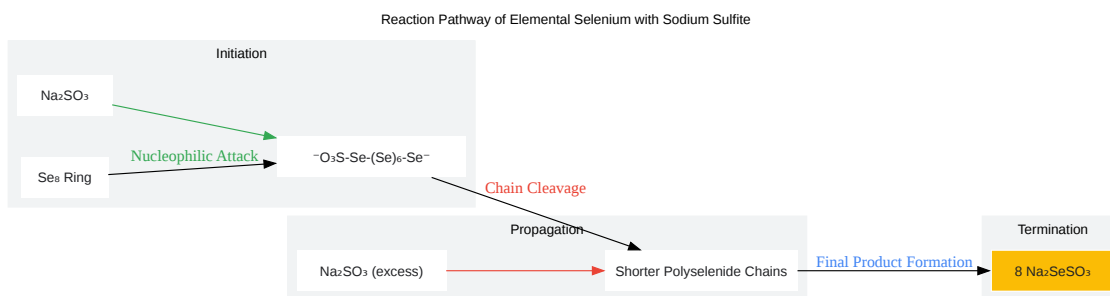 Reaction Pathway of Elemental Selenium with Sodium Sulfite
Initiation
Na₂SO₃
Nucleophilic Attack
Se₈ Ring
⁻O₃S-Se-(Se)₆-Se⁻
Chain Cleavage
Propagation
Na₂SO₃ (excess)
Shorter Polyselenide Chains
Final Product Formation
Termination
8 Na₂SeSO₃